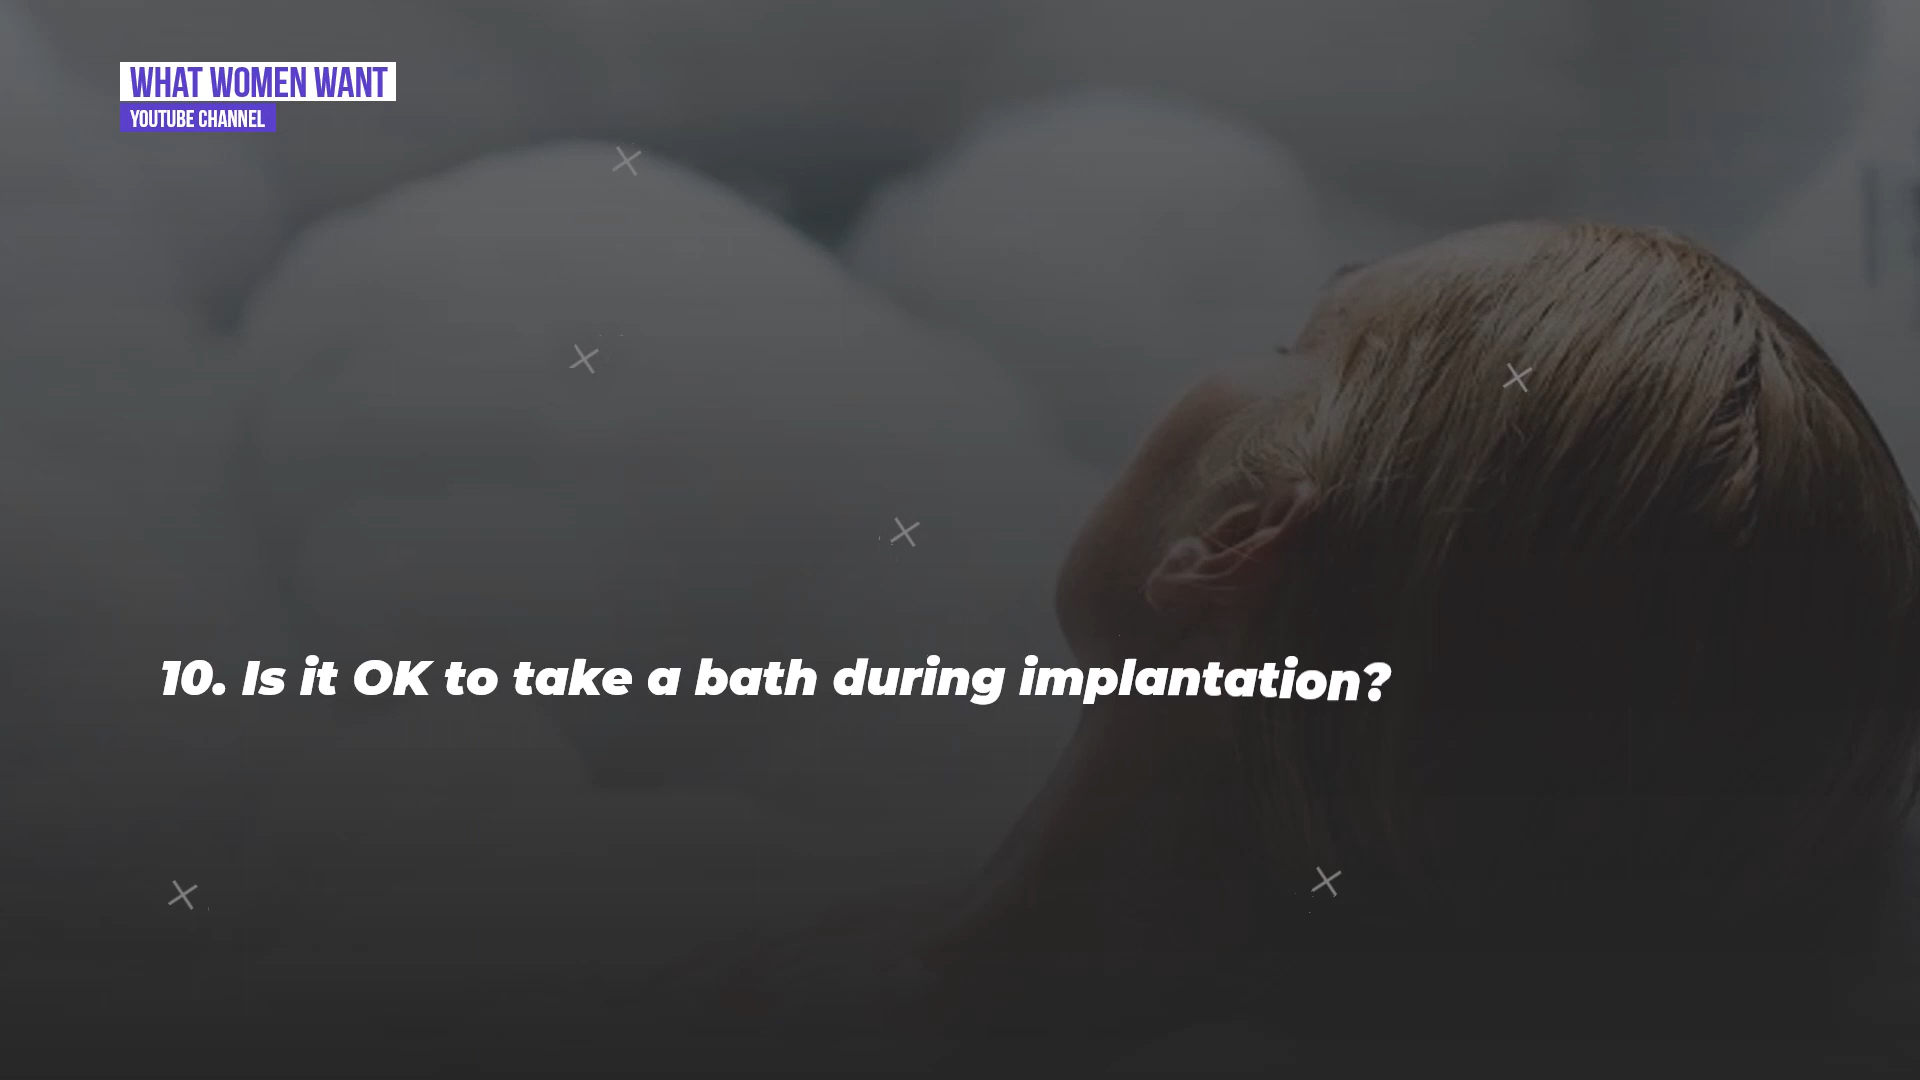 WHAT WOMEN WANT
YOUTUBE CHANNEL
10. Is it OK to take a bath during implantation?